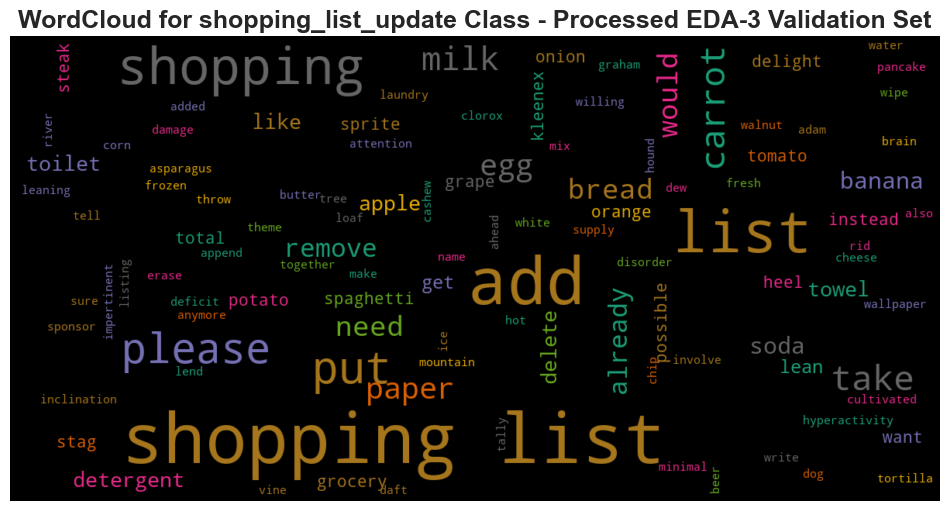 WordCloud for shopping_list_update Class - Processed EDA-3 Validation Set
shopping
milk
onion
graham
would
carrot
delight
water
pancake
steak
added
laundry
kleenex
willing
wipe
river
damage
like
sprite
clorox
walnut
adam
brain
corn
attention
mix
hound
tomato
toilet
asparagus
egg
grape
bread
dew
fresh
banana
leaning
frozen
throw
butter
tree
apple
cashew
orange
instead
also
tell
theme
loaf
ahead
white
supply
list
total
append
remove
name
add
disorder
rid
cheese
together
make
get
erase
listing
impertinent
heel
towel
sure
deficit
potato
spaghetti
hot
already
possible
wallpaper
sponsor
anymore
need
ice
delete
please
put
mountain
chip
involve
soda
lend
paper
lean
take
inclination
shopping list
tally
cultivated
hyperactivity
stag
want
detergent
grocery
minimal
write
vine
daft
beer
dog
tortilla